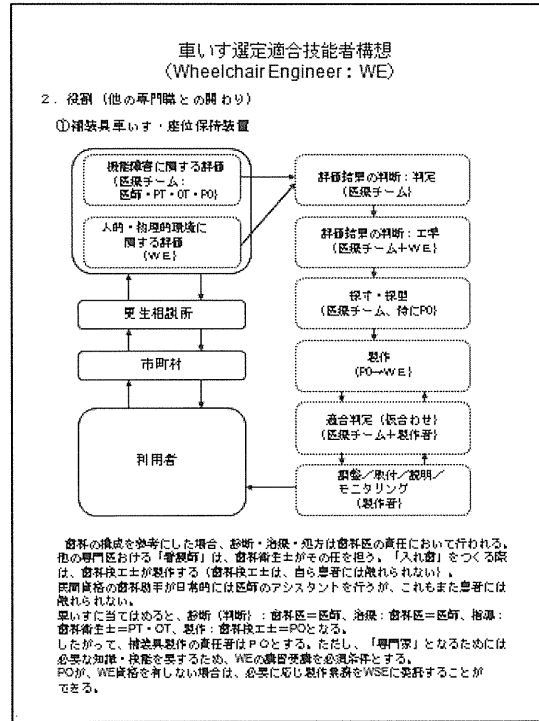 車いす選定適合技能者構想
(Wheelchair Engineer : WE)
2．役割（他の専門職との関わり）
①補装具車いす・座位保持装置
機能障害に関する評価
(医療チーム：
医師・PT・OT・PO)
人的・物理的環境に
関する評価
(WE)
更生相談所
市町村
利用者
評価結果の判断：判定
(医療チーム)
評価結果の判断：工学
(医療チーム+WE)
採寸・採型
(医療チーム、特にPO)
製作
(PO→WE)
適合判定（仮合わせ）
(医療チーム+製作者)
調整／取付／説明／
モニタリング
(製作者)
歯科の構成を参考にした場合、診断・治療・処方は歯科医の責任において行われる。
他の専門医おける「看護師」は、歯科衛生士がその任を担う。「入れ歯」をつくる際
は、歯科技工士が製作する（歯科技工士は、自ら患者には触れられない）。
民間資格の歯科助手が日常的には医師のアシスタントを行うが、これもまた患者には
触れられない。
車いすに当てはめると、診断（判断）：歯科医=医師、治療：歯科医=医師、指導：
歯科衛生士=PT・OT、製作：歯科技工士=POとなる。
したがって、補装具製作の責任者はPOとする。ただし、「専門家」となるためには
必要な知識・技能を要するため、WEの講習受講を必須条件とする。
POが、WE資格を有しない場合は、必要に応じ製作業務をWSEに委託することが
できる。